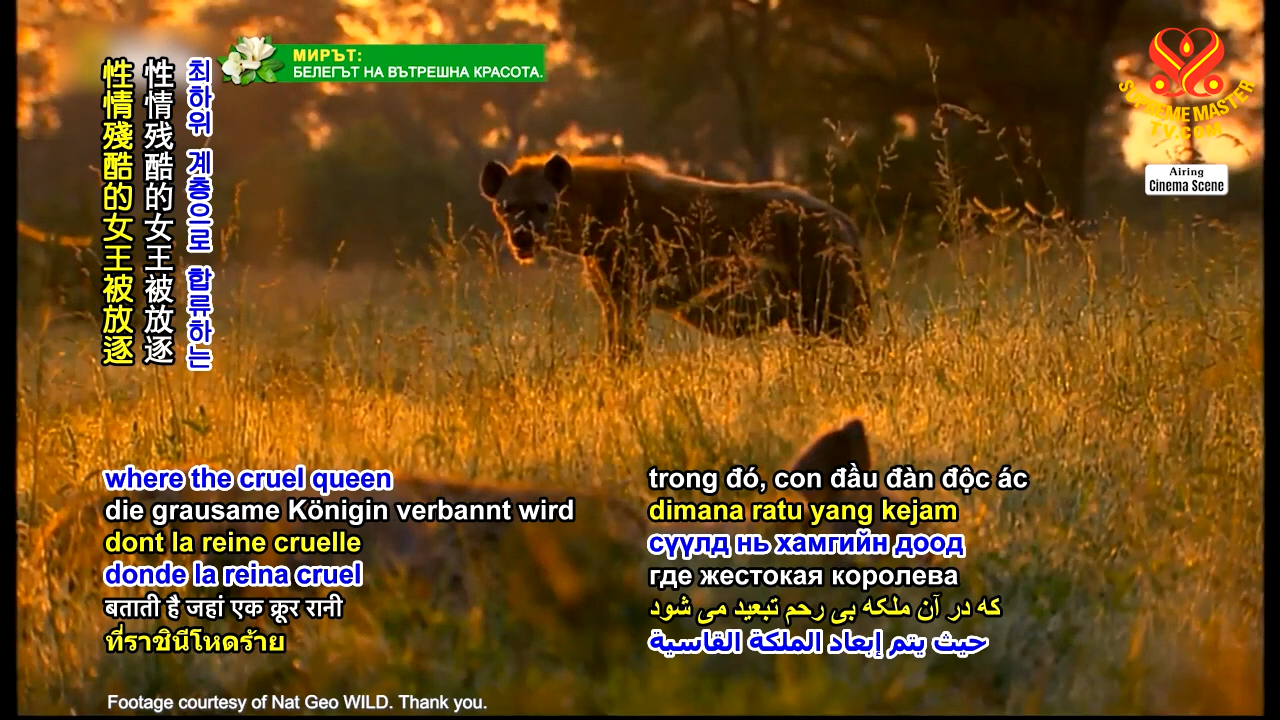 МИРЪТ:
БЕЛЕГЪТ НА ВЪТРЕШНА КРАСОТА.
SUPREME MASTER
TV.COM
Airing
Cinema Scene
性情殘酷的女王被放逐
性情残酷的女王被放逐
최하위 계층으로 합류하는
where the cruel queen
die grausame Königin verbannt wird
dont la reine cruelle
donde la reina cruel
बताती है जहां एक क्रूर रानी
ที่ราชินีโหดร้าย
trong đó, con đầu đàn độc ác
dimana ratu yang kejam
сүүлд нь хамгийн доод
где жестокая королева
که در آن ملکه بی رحم تبعید می شود
حيث يتم إبعاد الملكة القاسية
Footage courtesy of Nat Geo WILD. Thank you.